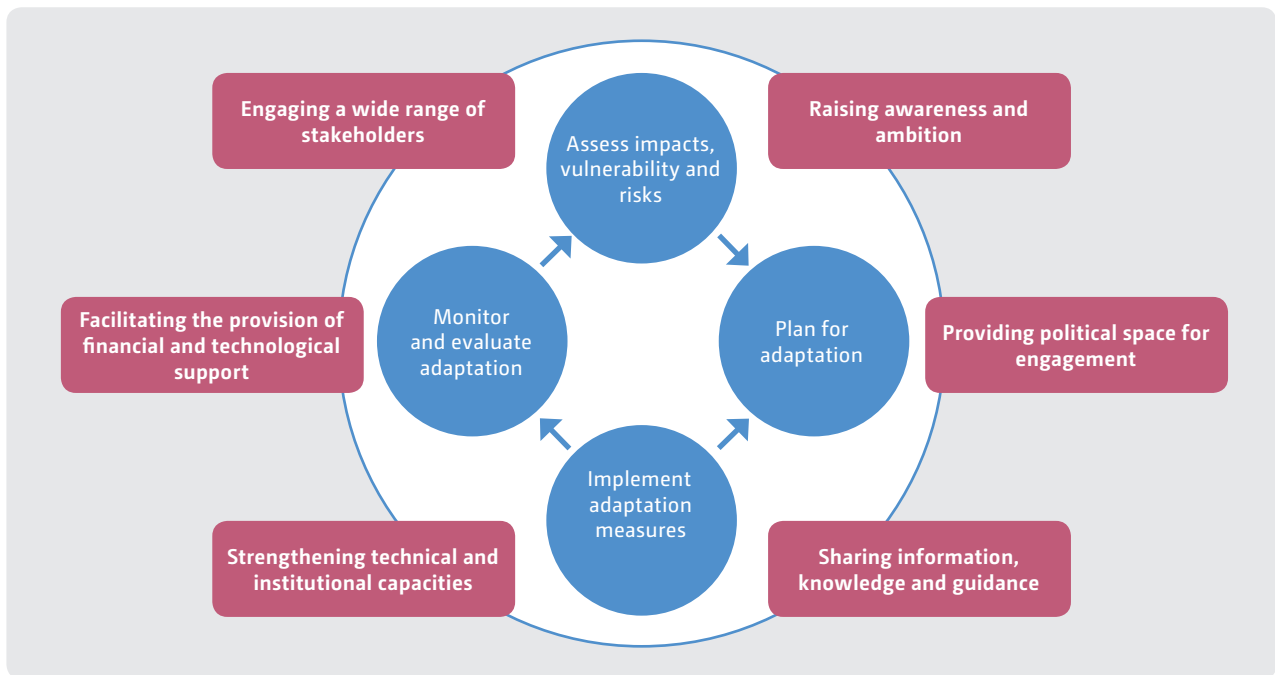 Engaging a wide range of
stakeholders
Raising awareness and
ambition
Assess impacts,
vulnerability and
risks
Facilitating the provision of
financial and technological
support
Monitor
and evaluate
adaptation
Plan for
adaptation
Providing political space for
engagement
Implement
adaptation
measures
Strengthening technical and
institutional capacities
Sharing information,
knowledge and guidance